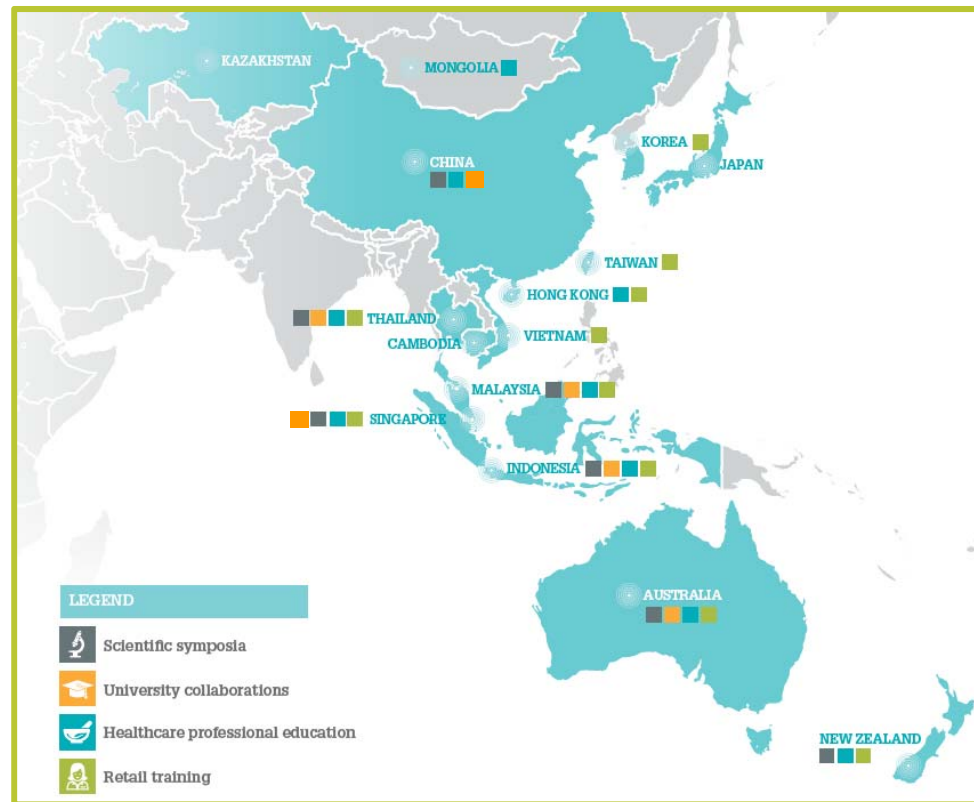 KAZAKHSTAN
MONGOLIA
KOREA
CHINA
JAPAN
TAIWAN
HONG KONG
THAILAND
VIETNAM
CAMBODIA
MALAYSIA
SINGAPORE
INDONESIA
AUSTRALIA
NEW ZEALAND
LEGEND
Scientific symposia
University collaborations
Healthcare professional education
Retail training